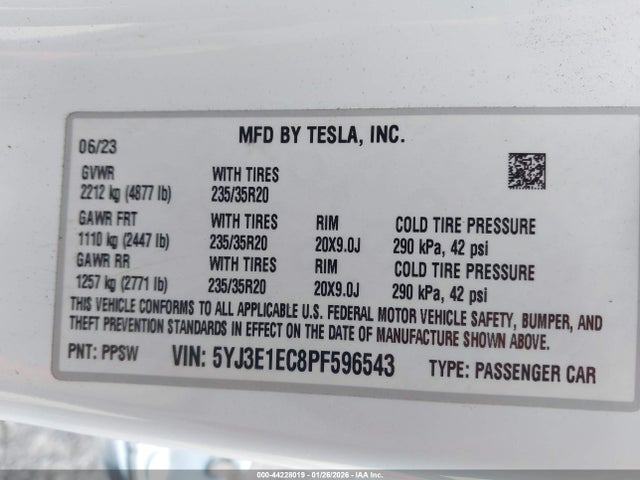 MFD BY TESLA, INC.
06/23
GVWR WITH TIRES
2212 kg (4877 lb) 235/35R20
GAWR FRT WITH TIRES RIM COLD TIRE PRESSURE
1110 kg (2447 lb) 235/35R20 20X9.0J 290 kPa, 42 psi
GAWR RR WITH TIRES RIM COLD TIRE PRESSURE
1257 kg (2771 lb) 235/35R20 20X9.0J 290 kPa, 42 psi
THIS VEHICLE CONFORMS TO ALL APPLICABLE U.S. FEDERAL MOTOR VEHICLE SAFETY, BUMPER, AND
THEFT PREVENTION STANDARDS IN EFFECT ON THE DATE OF MANUFACTURE SHOWN ABOVE.
PNT: PPSW VIN: 5YJ3E1EC8PF596543 TYPE: PASSENGER CAR
000-44228019 | 01/26/2026 | IAA Inc.